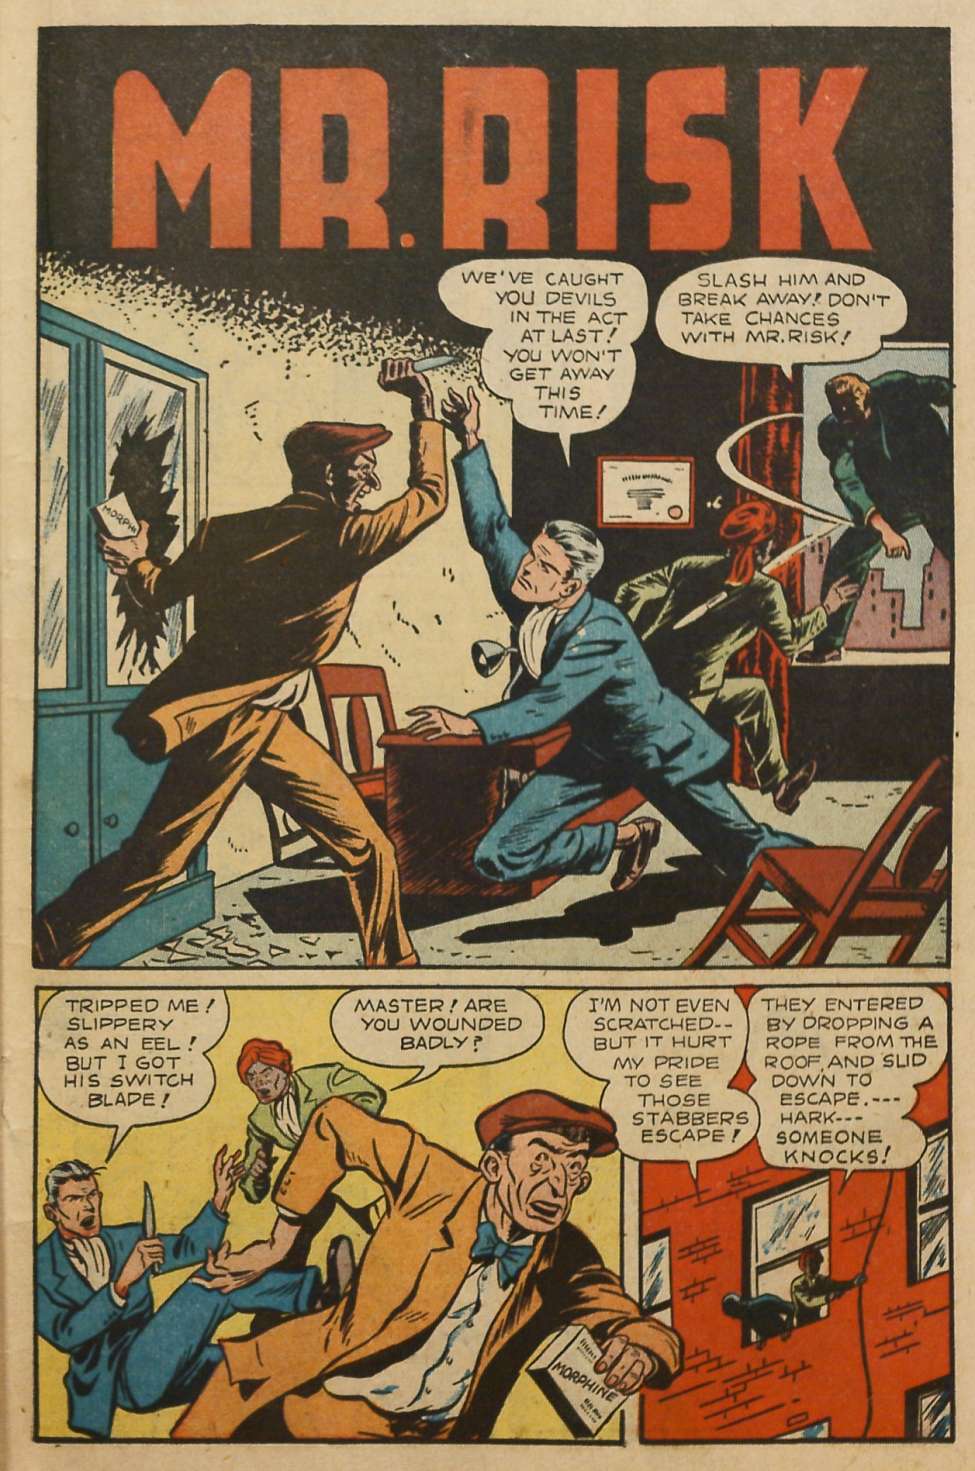 MR. RISK
WE'VE CAUGHT
YOU DEVILS
IN THE ACT
AT LAST!
YOU WON'T
GET AWAY
THIS
TIME!
SLASH HIM AND
BREAK AWAY! DON'T
TAKE CHANCES
WITH MR. RISK!
MORPHI
TRIPPED ME!
SLIPPERY
AS AN EEL!
BUT I GOT
HIS SWITCH
BLADE!
MASTER! ARE
YOU WOUNDED
BADLY?
MORPHINE
I'M NOT EVEN
SCRATCHED--
BUT IT HURT
MY PRIDE
TO SEE
THOSE
STABBERS
ESCAPE!
THEY ENTERED
BY DROPPING A
ROPE FROM THE
ROOF, AND SLID
DOWN TO
ESCAPE.---
HARK---
SOMEONE
KNOCKS!